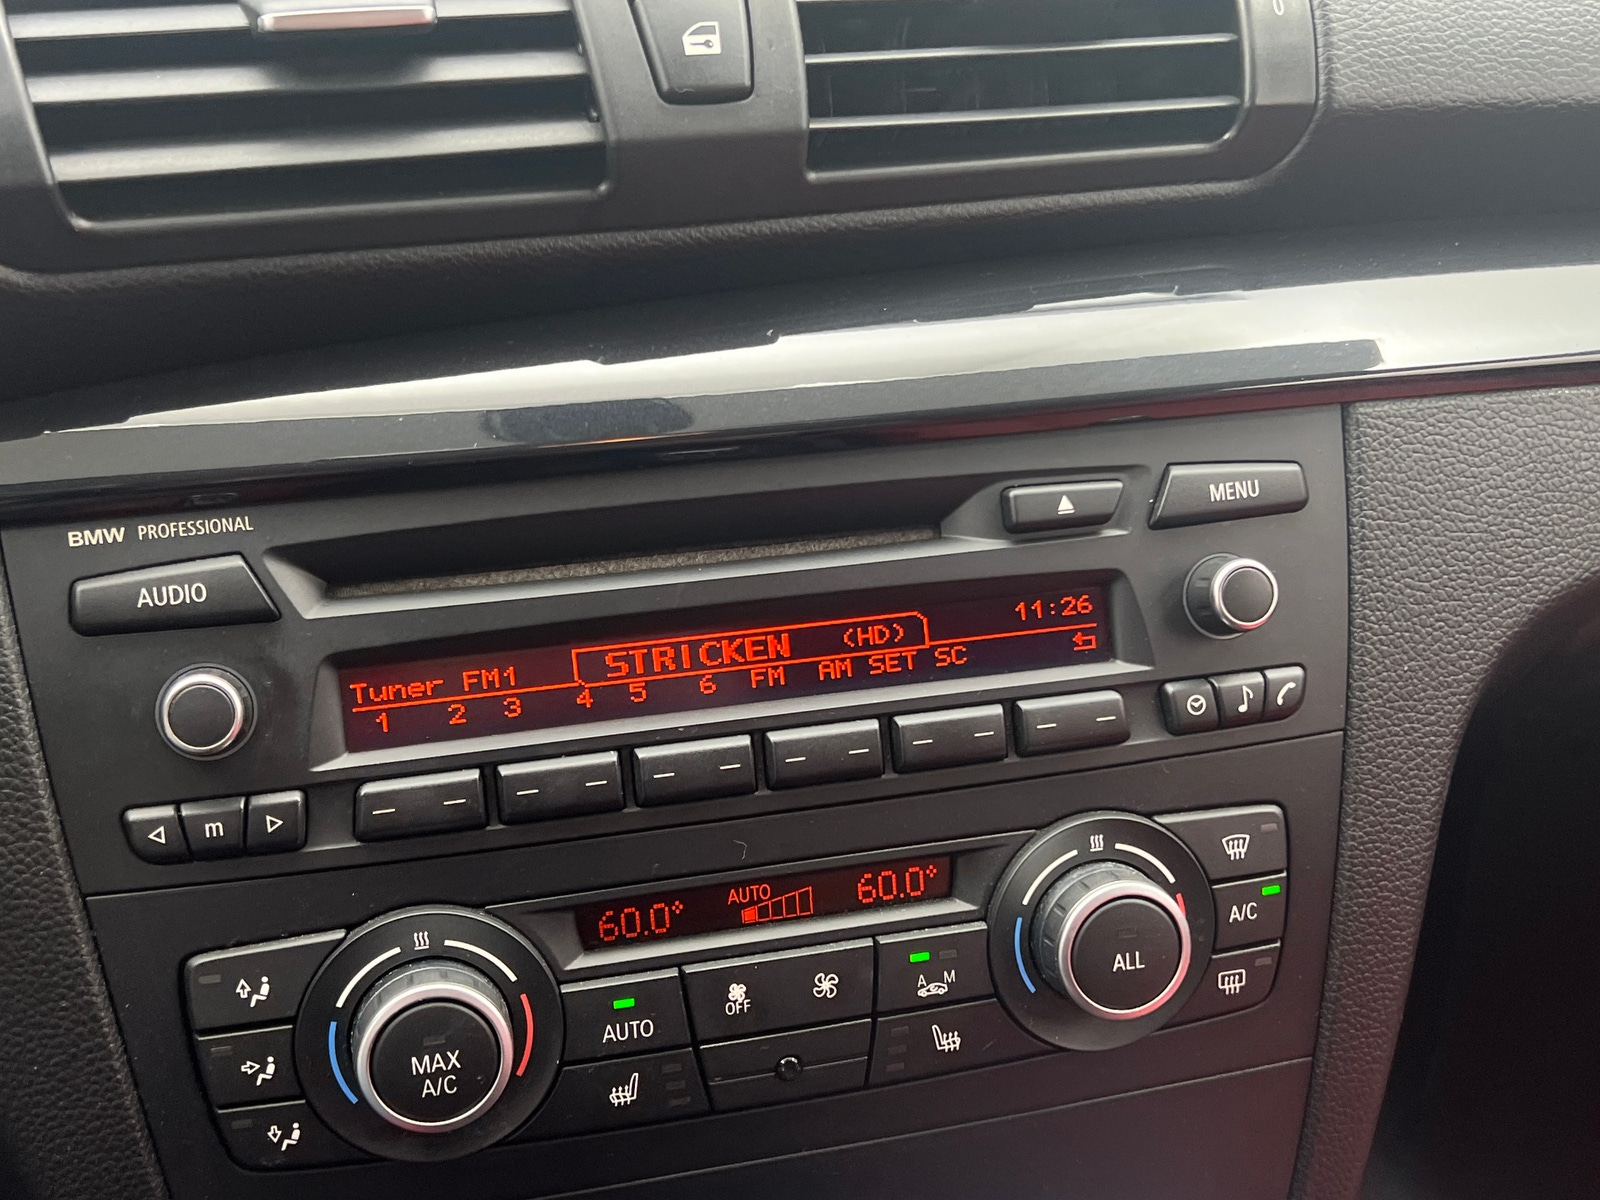 BMW PROFESSIONAL
MENU
AUDIO
11:26
Tuner FM1 STRICKEN (HD)
1 2 3 4 5 6 FM AM SET SC
m
60.0° AUTO 60.0°
A/C
ALL
A M
AUTO
OFF
MAX
A/C